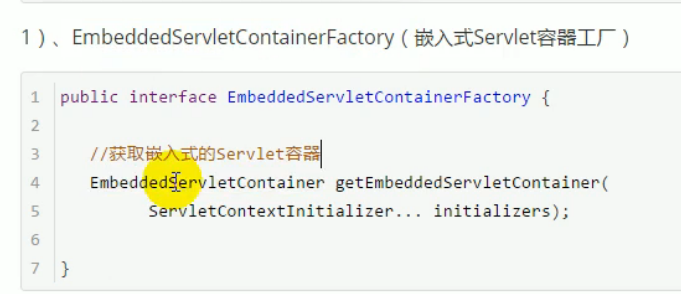 1）、EmbeddedServletContainerFactory（嵌入式Servlet容器工厂）
1 public interface EmbeddedServletContainerFactory {
2
3 //获取嵌入式的Servlet容器
4 EmbeddedServletContainer getEmbeddedServletContainer(
5 ServletContextInitializer... initializers);
6
7 }